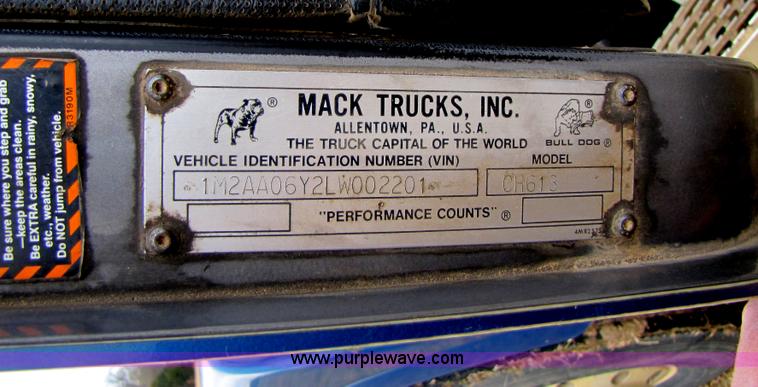 Be sure where you step and grab
—keep the areas clean.
Be EXTRA careful in rainy, snowy,
etc., weather.
Do NOT jump from vehicle.
®
MACK TRUCKS, INC.
ALLENTOWN, PA., U.S.A.
THE TRUCK CAPITAL OF THE WORLD
®
BULL DOG ®
VEHICLE IDENTIFICATION NUMBER (VIN)
MODEL
*1M2AA06Y2LW002201*
CH613
"PERFORMANCE COUNTS" ®
www.purplewave.com